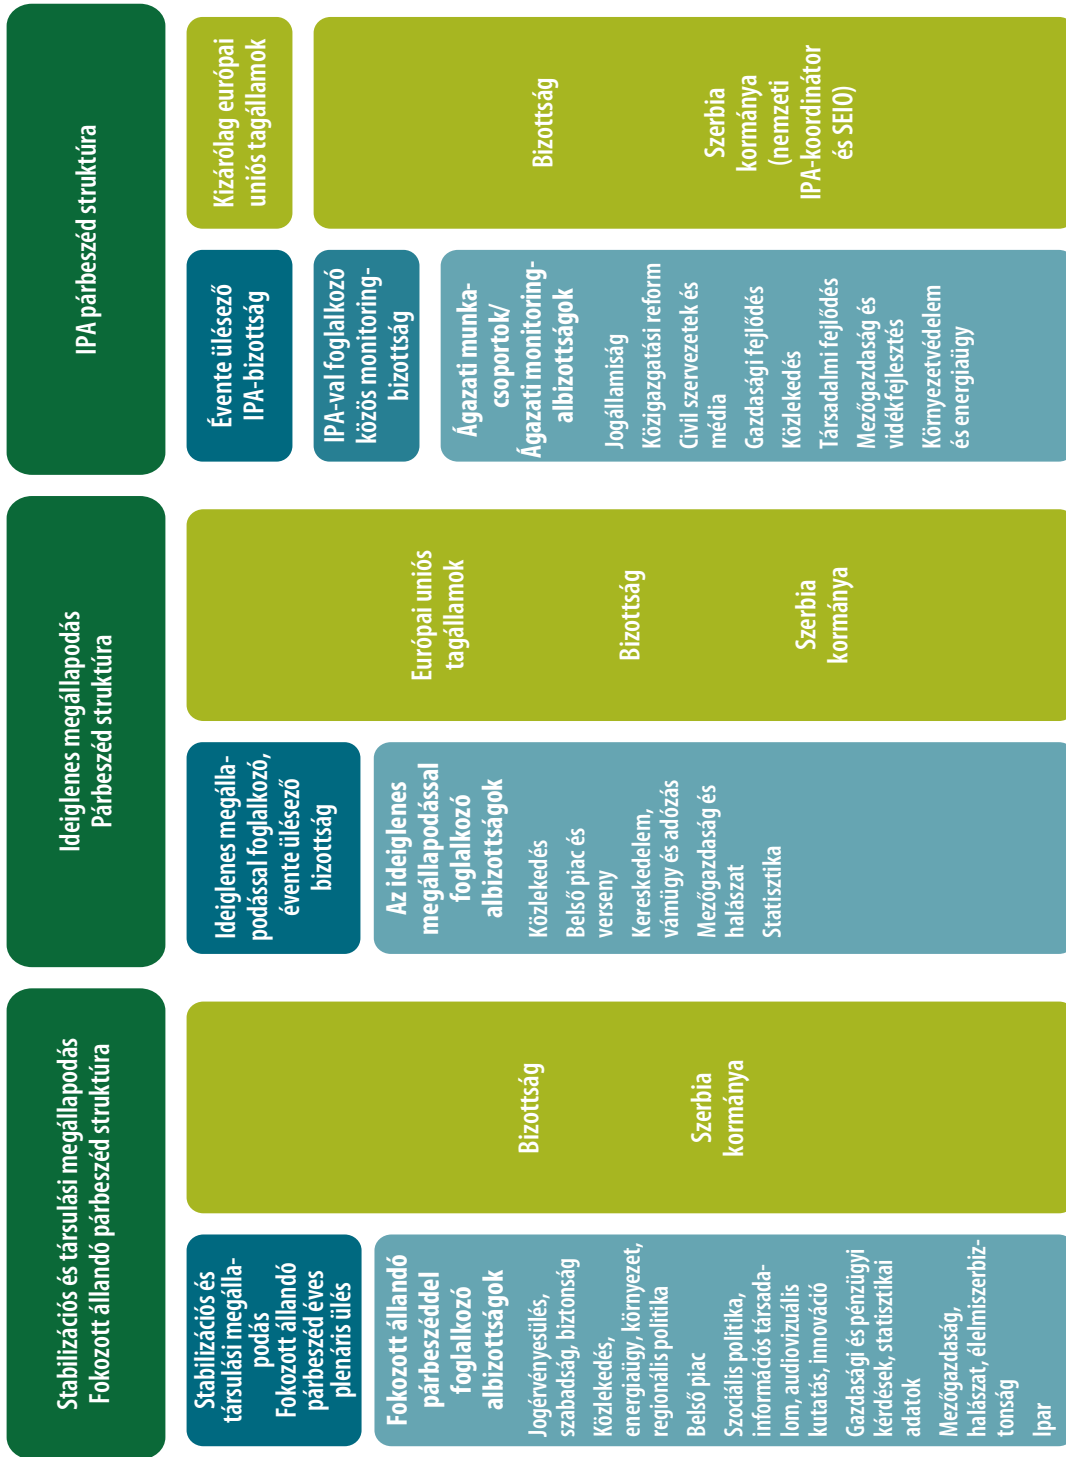 Stabilizációs és társulási megállapodás
Fokozott állandó párbeszéd struktúra
Stabilizációs és
társulási megálla-
podás
Fokozott állandó
párbeszéd éves
plenáris ülés
Fokozott állandó
párbeszéddel
foglalkozó
albizottságok
Jogérvényesülés,
szabadság, biztonság
Közlekedés,
energiaügy, környezet,
regionális politika
Belső piac
Szociális politika,
információs társada-
lom, audiovizuális
kutatás, innováció
Gazdasági és pénzügyi
kérdések, statisztikai
adatok
Mezőgazdaság,
halászat, élelmiszerbiz-
tonság
Ipar
Bizottság
Szerbia
kormánya
Ideiglenes megállapodás
Párbeszéd struktúra
Ideiglenes megálla-
podással foglalkozó,
évente ülésező
bizottság
Az ideiglenes
megállapodással
foglalkozó
albizottságok
Közlekedés
Belső piac és
verseny
Kereskedelem,
vámügy és adózás
Mezőgazdaság és
halászat
Statisztika
Európai uniós
tagállamok
Bizottság
Szerbia
kormánya
IPA párbeszéd struktúra
Évente ülésező
IPA-bizottság
Kizárólag európai
uniós tagállamok
IPA-val foglalkozó
közös monitoring-
bizottság
Ágazati munka-
csoportok/
Ágazati monitoring-
albizottságok
Jogállamiság
Közigazgatási reform
Civil szervezetek és
média
Gazdasági fejlődés
Közlekedés
Társadalmi fejlődés
Mezőgazdaság és
vidékfejlesztés
Környezetvédelem
és energiaügy
Bizottság
Szerbia
kormánya
(nemzeti
IPA-koordinátor
és SEIO)